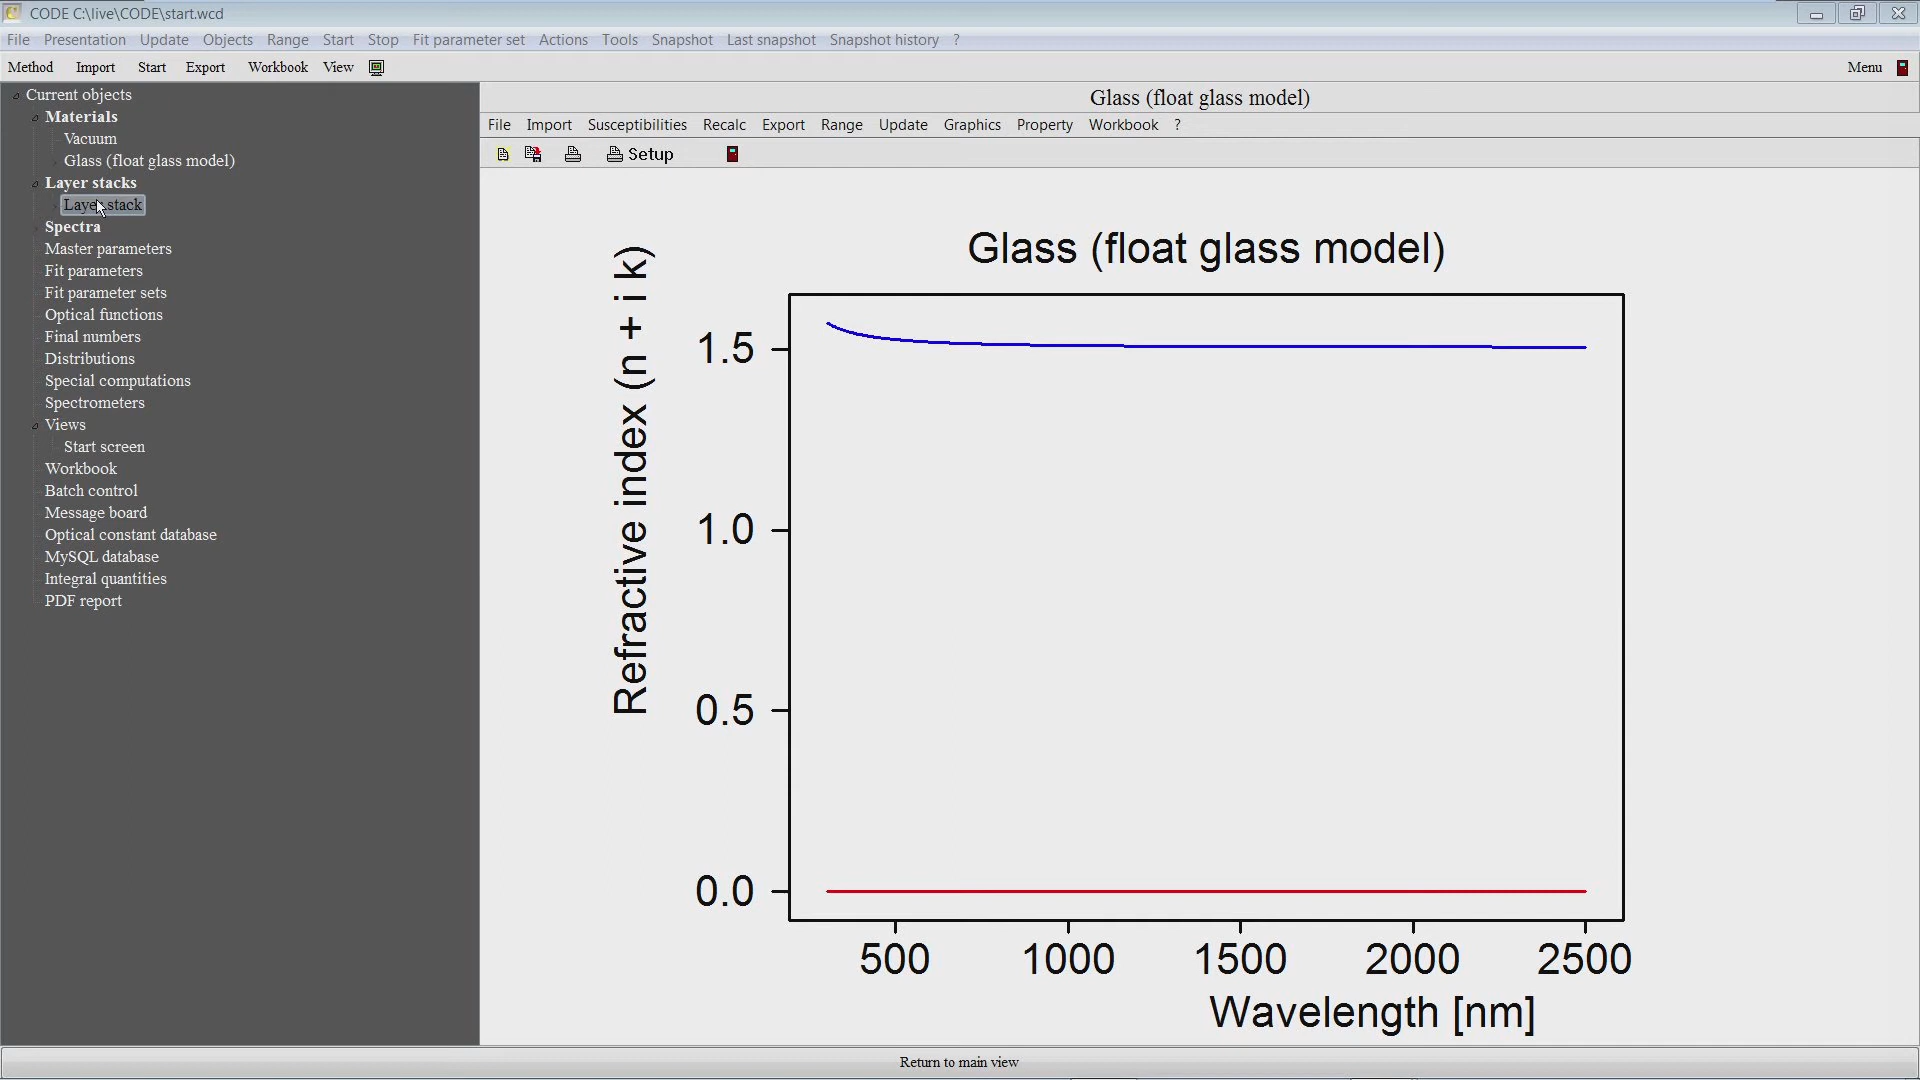 CODE C:\live\CODE\start.wcd
File Presentation Update Objects Range Start Stop Fit parameter set Actions Tools Snapshot Last snapshot Snapshot history ?
Method Import Start Export Workbook View Menu
Current objects
Materials
Vacuum
Glass (float glass model)
Layer stacks
Layer stack
Spectra
Master parameters
Fit parameters
Fit parameter sets
Optical functions
Final numbers
Distributions
Special computations
Spectrometers
Views
Start screen
Workbook
Batch control
Message board
Optical constant database
MySQL database
Integral quantities
PDF report
Glass (float glass model)
File Import Susceptibilities Recalc Export Range Update Graphics Property Workbook ?
Setup
Glass (float glass model)
Refractive index (n + i k)
1.5
1.0
0.5
0.0
500 1000 1500 2000 2500
Wavelength [nm]
Return to main view